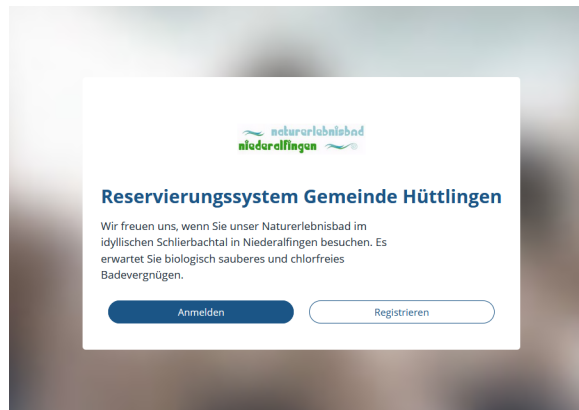 naturerlebnisbad
niederalfingen
Reservierungssystem Gemeinde Hüttlingen
Wir freuen uns, wenn Sie unser Naturerlebnisbad im
idyllischen Schlierbachtal in Niederalfingen besuchen. Es
erwartet Sie biologisch sauberes und chlorfreies
Badevergnügen.
Anmelden Registrieren